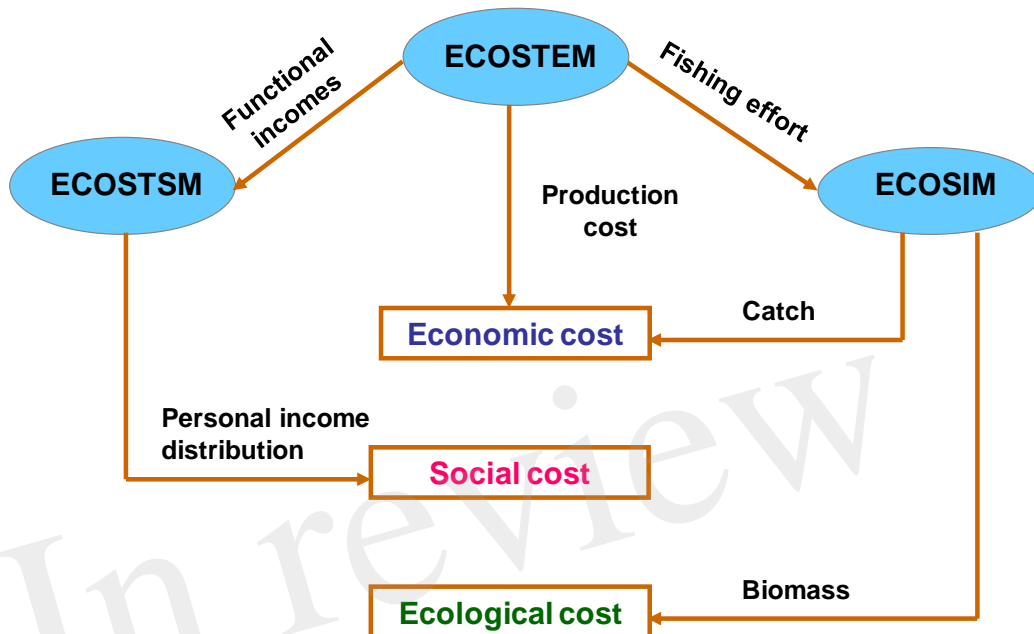 ECOSTEM
Functional
incomes
Fishing effort
ECOSTSM
ECOSIM
Production
cost
Catch
Economic cost
Personal income
distribution
Social cost
In review
Biomass
Ecological cost